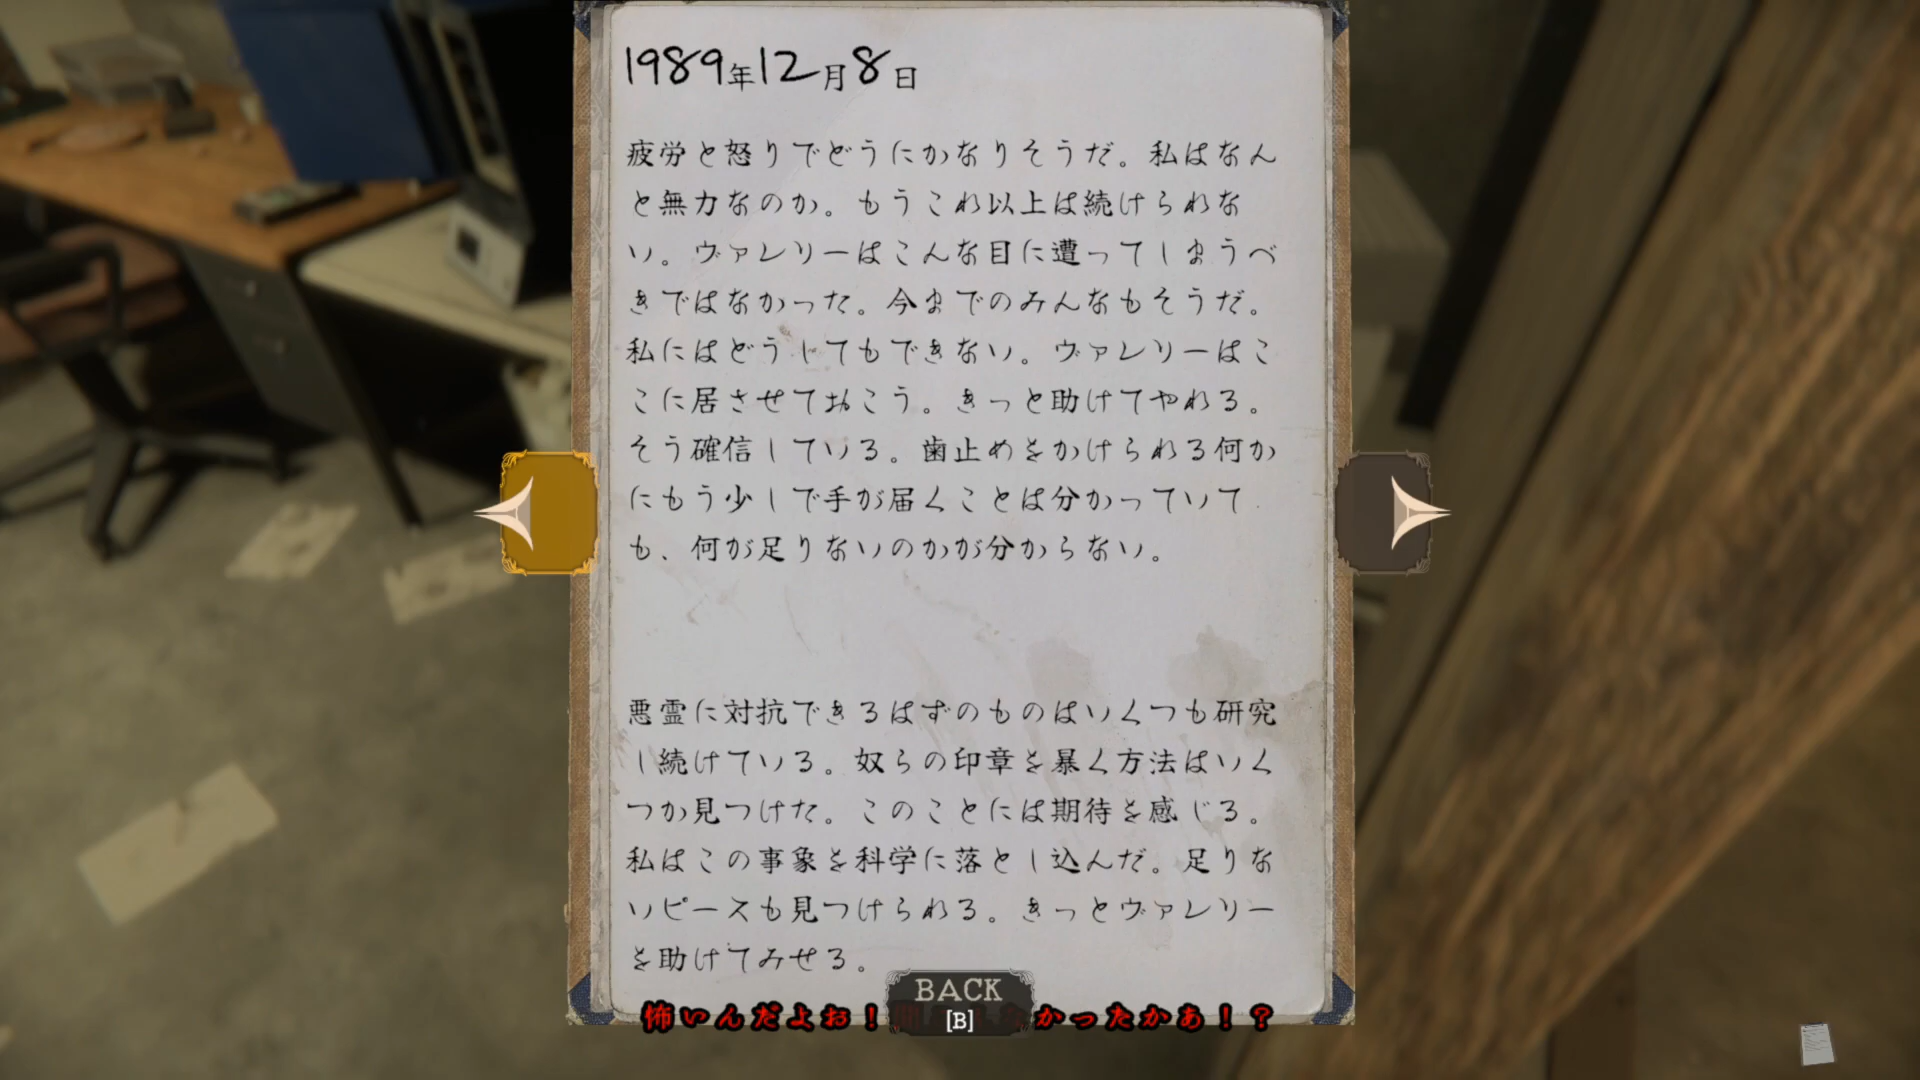 1989年12月8日
疲労と怒りでどうにかなりそうだ。私はなん
と無力なのか。もうこれ以上は続けられな
い。ヴァレリーはこんな目に遭ってしまうべ
きではなかった。今までのみんなもそうだ。
私にはどうしてもできない。ヴァレリーはこ
こに居させておこう。きっと助けてやれる。
そう確信している。歯止めをかけられる何か
にもう少しで手が届くことは分かっていて
も、何が足りないのかが分からない。
悪霊に対抗できるはずのものはいくつも研究
し続けている。奴らの印章を暴く方法はいく
つか見つけた。このことには期待を感じる。
私はこの事象を科学に落とし込んだ。足りな
いピースも見つけられる。きっとヴァレリー
を助けてみせる。
BACK
怖いんだよお！ かったかあ！？
[B]